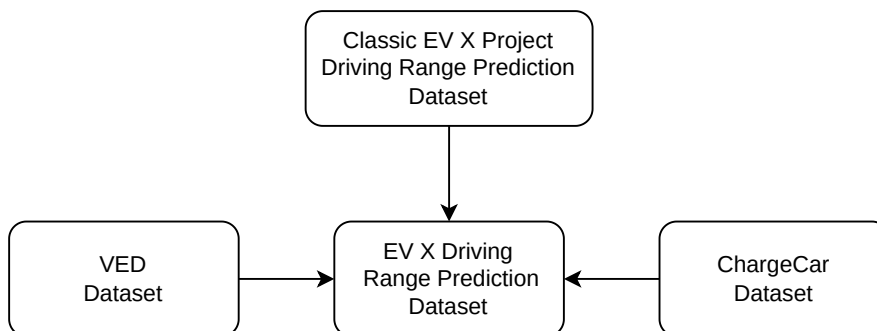 Classic EV X Project
Driving Range Prediction
Dataset
VED
Dataset
EV X Driving
Range Prediction
Dataset
ChargeCar
Dataset